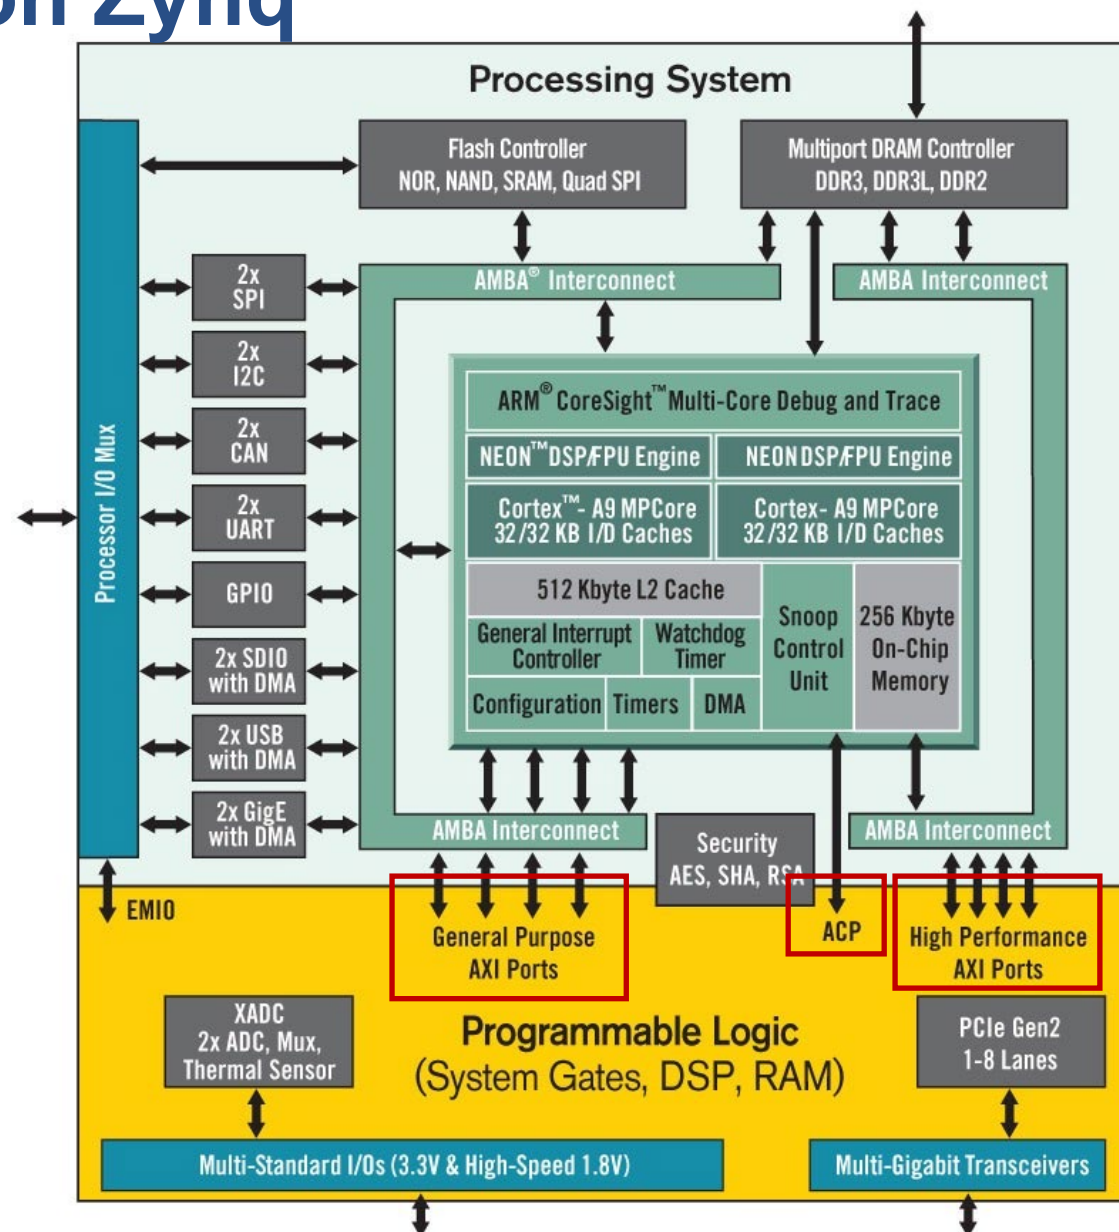 on Zynq
Processing System
Flash Controller
NOR, NAND, SRAM, Quad SPI
Multiport DRAM Controller
DDR3, DDR3L, DDR2
AMBA® Interconnect
AMBA Interconnect
2x
SPI
2x
I2C
2x
CAN
2x
UART
GPIO
2x SDIO
with DMA
2x USB
with DMA
2x GigE
with DMA
Processor I/O Mux
ARM® CoreSight™ Multi-Core Debug and Trace
NEON™ DSP/FPU Engine
NEON DSP/FPU Engine
Cortex™- A9 MPCore
32/32 KB I/D Caches
Cortex- A9 MPCore
32/32 KB I/D Caches
512 Kbyte L2 Cache
General Interrupt
Controller
Watchdog
Timer
Configuration
Timers
DMA
Snoop
Control
Unit
256 Kbyte
On-Chip
Memory
AMBA Interconnect
Security
AES, SHA, RSA
AMBA Interconnect
EMIO
General Purpose
AXI Ports
ACP
High Performance
AXI Ports
XADC
2x ADC, Mux,
Thermal Sensor
Programmable Logic
(System Gates, DSP, RAM)
PCIe Gen2
1-8 Lanes
Multi-Standard I/Os (3.3V & High-Speed 1.8V)
Multi-Gigabit Transceivers